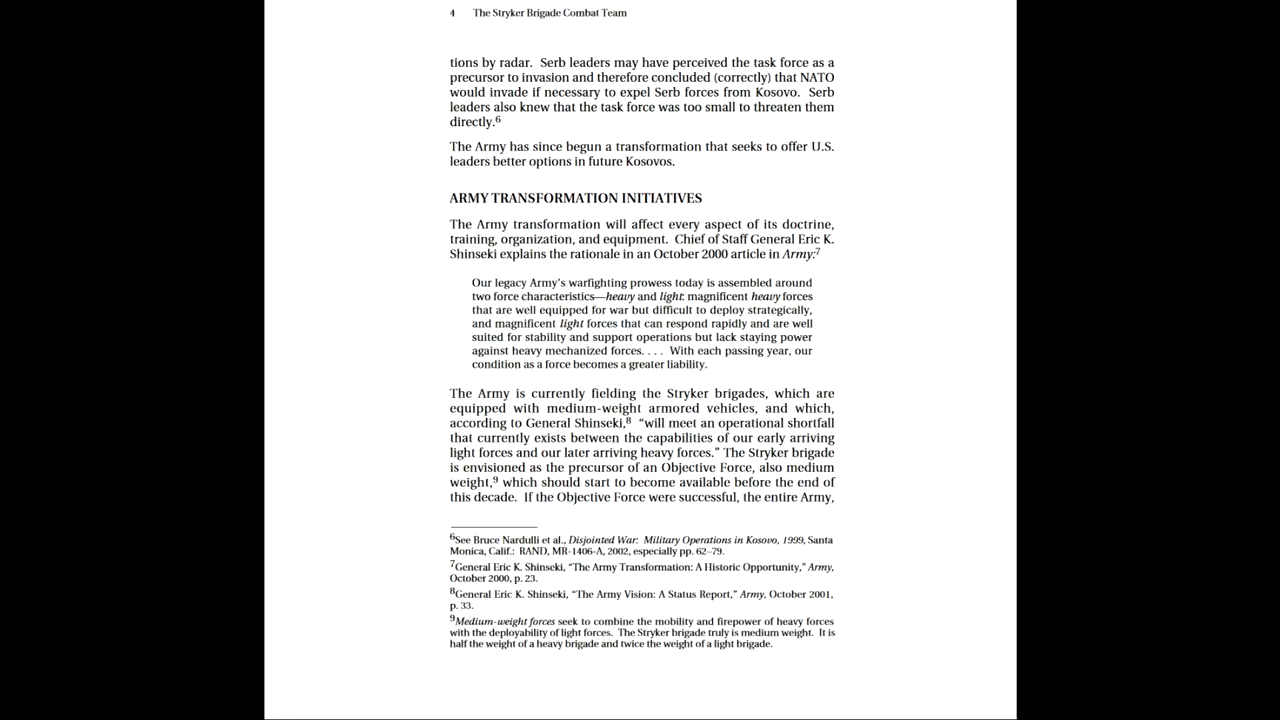 4 The Stryker Brigade Combat Team
tions by radar. Serb leaders may have perceived the task force as a
precursor to invasion and therefore concluded (correctly) that NATO
would invade if necessary to expel Serb forces from Kosovo. Serb
leaders also knew that the task force was too small to threaten them
directly.6
The Army has since begun a transformation that seeks to offer U.S.
leaders better options in future Kosovos.
ARMY TRANSFORMATION INITIATIVES
The Army transformation will affect every aspect of its doctrine,
training, organization, and equipment. Chief of Staff General Eric K.
Shinseki explains the rationale in an October 2000 article in Army:7
Our legacy Army's warfighting prowess today is assembled around
two force characteristics—heavy and light: magnificent heavy forces
that are well equipped for war but difficult to deploy strategically,
and magnificent light forces that can respond rapidly and are well
suited for stability and support operations but lack staying power
against heavy mechanized forces. . . . With each passing year, our
condition as a force becomes a greater liability.
The Army is currently fielding the Stryker brigades, which are
equipped with medium-weight armored vehicles, and which,
according to General Shinseki,8 “will meet an operational shortfall
that currently exists between the capabilities of our early arriving
light forces and our later arriving heavy forces.” The Stryker brigade
is envisioned as the precursor of an Objective Force, also medium
weight,9 which should start to become available before the end of
this decade. If the Objective Force were successful, the entire Army,
6See Bruce Nardulli et al., Disjointed War: Military Operations in Kosovo, 1999, Santa
Monica, Calif.: RAND, MR-1406-A, 2002, especially pp. 62–79.
7General Eric K. Shinseki, “The Army Transformation: A Historic Opportunity,” Army,
October 2000, p. 23.
8General Eric K. Shinseki, “The Army Vision: A Status Report,” Army, October 2001,
p. 33.
9Medium-weight forces seek to combine the mobility and firepower of heavy forces
with the deployability of light forces. The Stryker brigade truly is medium weight. It is
half the weight of a heavy brigade and twice the weight of a light brigade.